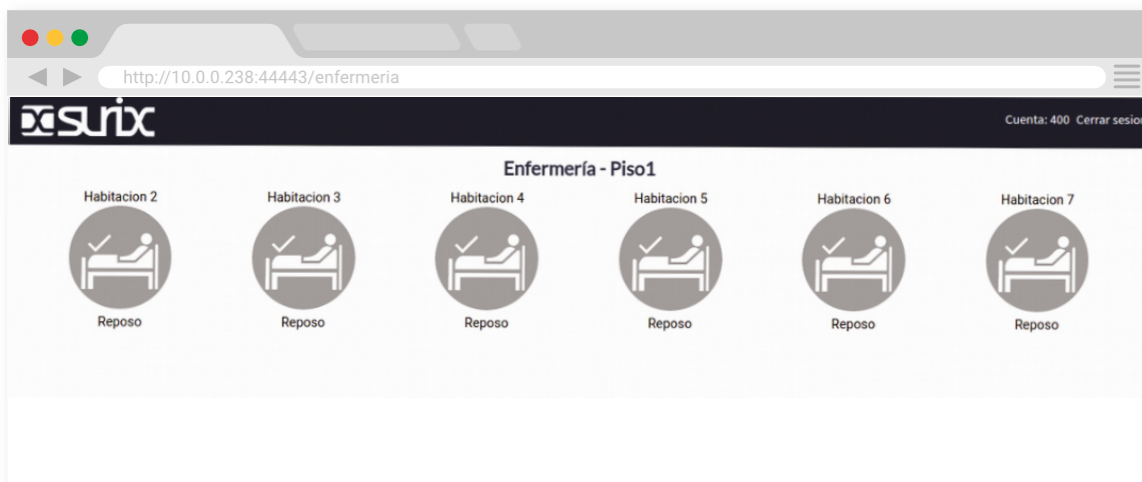 http://10.0.0.238:44443/enfermeria
surix
Cuenta: 400 Cerrar sesion
Enfermería - Piso1
Habitacion 2 Habitacion 3 Habitacion 4 Habitacion 5 Habitacion 6 Habitacion 7
Reposo Reposo Reposo Reposo Reposo Reposo